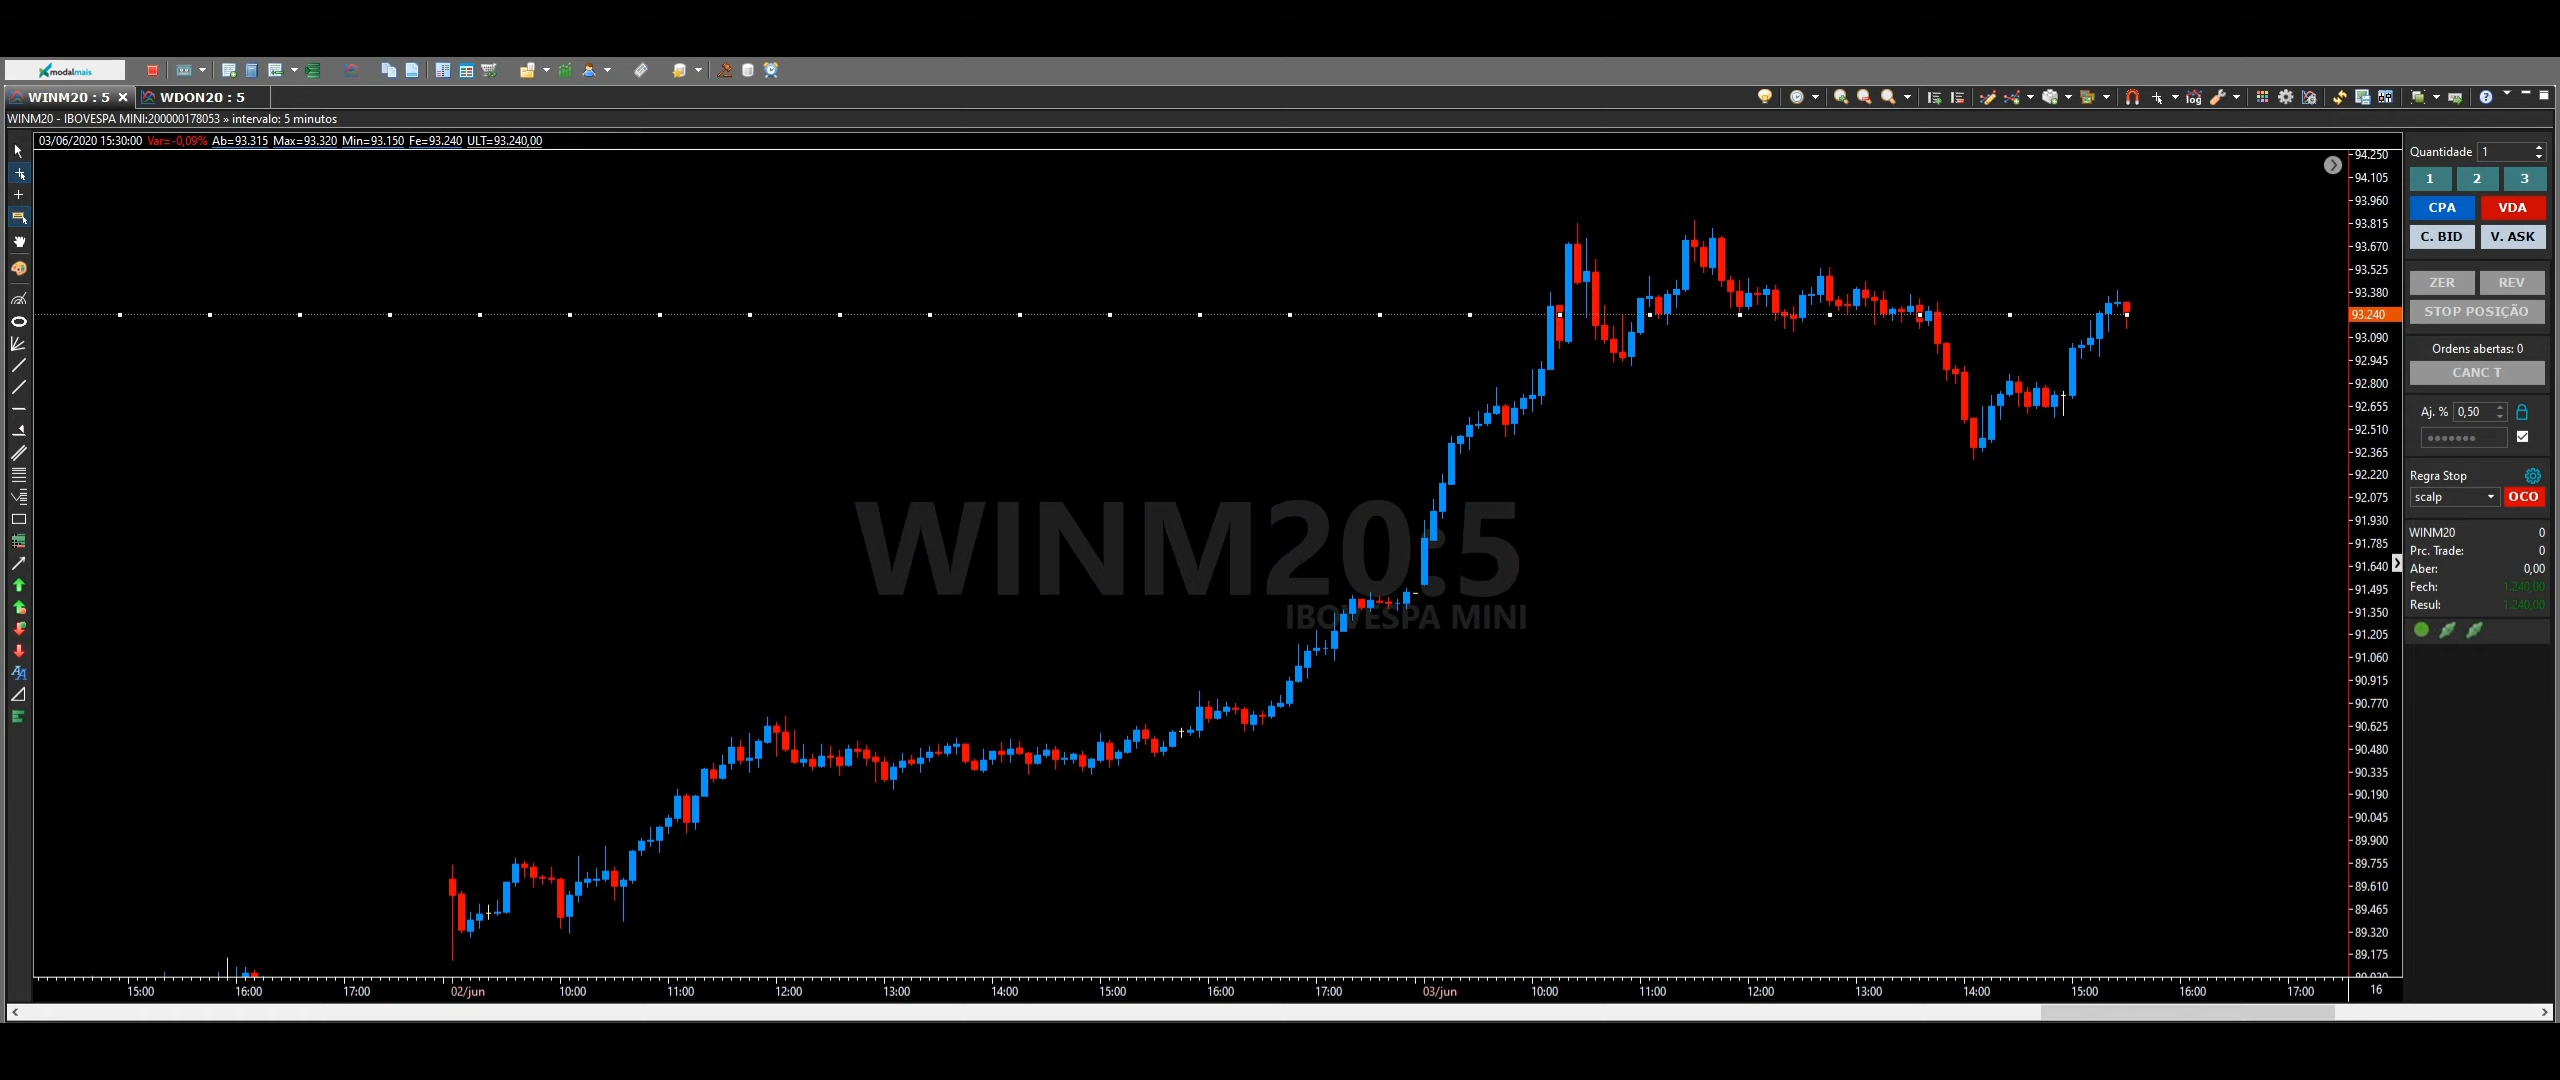 modalmais
WINM20 : 5
WDON20 : 5
log
WINM20 - IBOVESPA MINI:200000178053 » intervalo: 5 minutos
03/06/2020 15:30:00 Var=-0,09% Ab=93.315 Max=93.320 Min=93.150 Fe=93.240 ULT=93.240,00
94.250
94.105
93.960
93.815
93.670
93.525
93.380
93.240
93.090
92.945
92.800
92.655
92.510
92.365
92.220
92.075
91.930
91.785
91.640
91.495
91.350
91.205
91.060
90.915
90.770
90.625
90.480
90.335
90.190
90.045
89.900
89.755
89.610
89.465
89.320
89.175
WINM20:5
IBOVESPA MINI
15:00 16:00 17:00 02/jun 10:00 11:00 12:00 13:00 14:00 15:00 16:00 17:00 03/jun 10:00 11:00 12:00 13:00 14:00 15:00 16:00 17:00 16
Quantidade 1
1 2 3
CPA VDA
C. BID V. ASK
ZER REV
STOP POSIÇÃO
Ordens abertas: 0
CANC T
Aj. % 0,50
Regra Stop
scalp OCO
WINM20 0
Prc. Trade: 0
Aber: 0,00
Fech: 1.240,00
Resul: 1.240,00